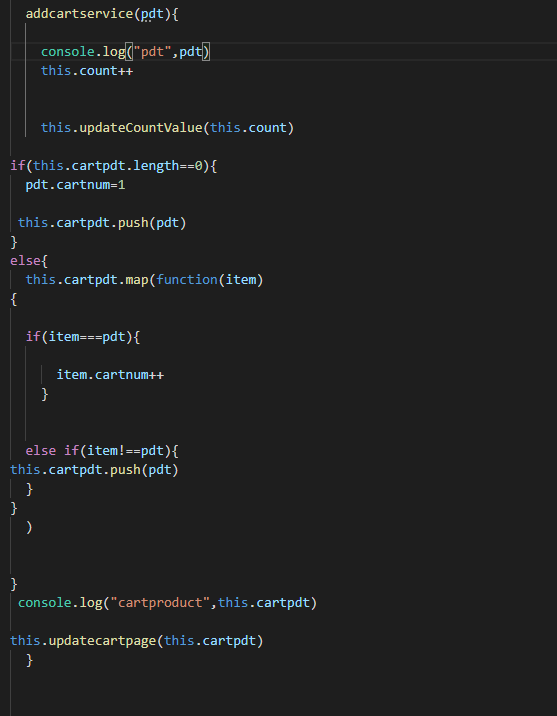 addcartservice(pdt){
console.log("pdt",pdt)
this.count++
this.updateCountValue(this.count)
if(this.cartpdt.length==0){
pdt.cartnum=1
this.cartpdt.push(pdt)
}
else{
this.cartpdt.map(function(item)
{
if(item===pdt){
item.cartnum++
}
else if(item!==pdt){
this.cartpdt.push(pdt)
}
}
)
}
console.log("cartproduct",this.cartpdt)
this.updatecartpage(this.cartpdt)
}